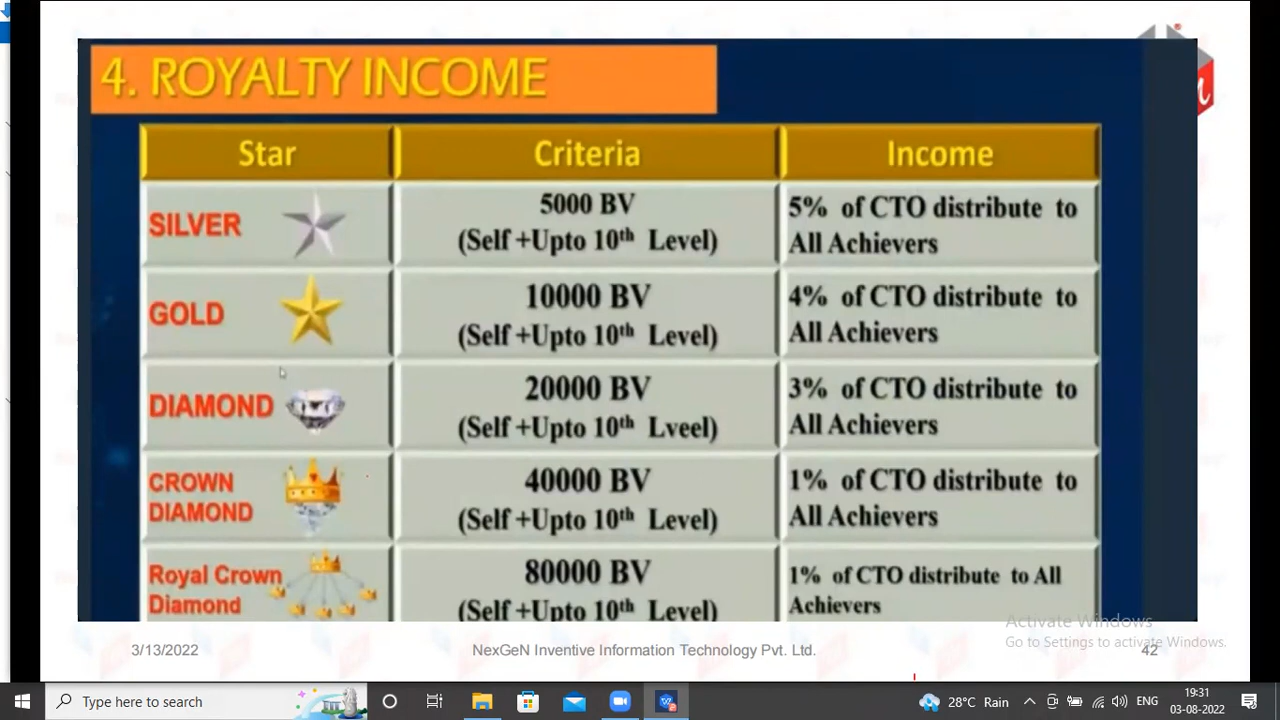 4. ROYALTY INCOME
Star Criteria Income
SILVER
5000 BV
(Self +Upto 10th Level)
5% of CTO distribute to
All Achievers
GOLD
10000 BV
(Self +Upto 10th Level)
4% of CTO distribute to
All Achievers
DIAMOND
20000 BV
(Self +Upto 10th Lveel)
3% of CTO distribute to
All Achievers
CROWN
DIAMOND
40000 BV
(Self +Upto 10th Level)
1% of CTO distribute to
All Achievers
Royal Crown
Diamond
80000 BV
(Self +Upto 10th Level)
1% of CTO distribute to All
Achievers
Activate Windows
Go to Settings to activate Windows.
3/13/2022 NexGeN Inventive Information Technology Pvt. Ltd. 42
Type here to search
28°C Rain
ENG
19:31
03-08-2022